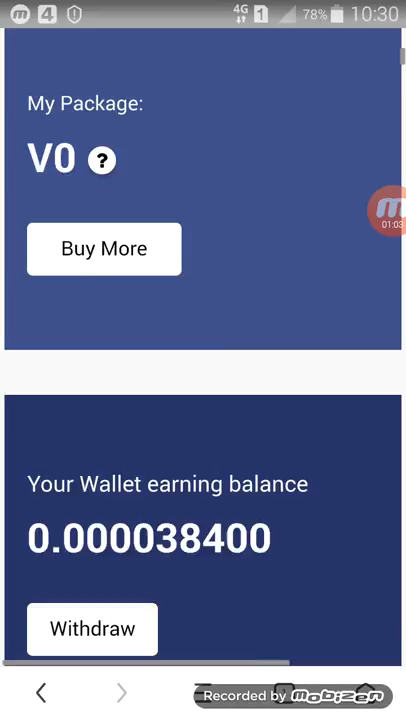 4 4G 1 78% 10:30
My Package:
V0 ?
01:03
Buy More
Your Wallet earning balance
0.000038400
Withdraw
Recorded by Mobizen